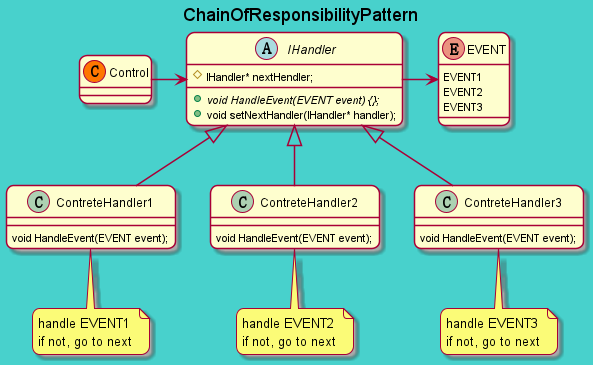 ChainOfResponsibilityPattern
C Control
A IHandler
IHandler* nextHendler;
void HandleEvent(EVENT event) {};
void setNextHandler(IHandler* handler);
E EVENT
EVENT1
EVENT2
EVENT3
C ContreteHandler1
void HandleEvent(EVENT event);
C ContreteHandler2
void HandleEvent(EVENT event);
C ContreteHandler3
void HandleEvent(EVENT event);
handle EVENT1
if not, go to next
handle EVENT2
if not, go to next
handle EVENT3
if not, go to next